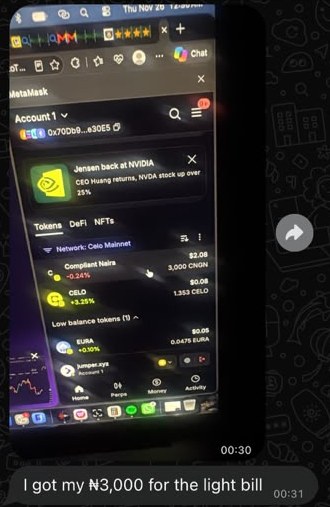 Thu Nov 26
Chat
MetaMask
Account 1
0x70Db9...e30E5
Jensen back at NVIDIA
CEO Huang returns, NVDA stock up over
25%
Tokens DeFi NFTs
Network: Celo Mainnet
Compliant Naira $2.08
-0.24% 3,000 CNGN
CELO $0.08
+3.25% 1.353 CELO
Low balance tokens (1)
EURA $0.05
+0.10% 0.0475 EURA
jumper.xyz
Account 1
Home Perps Money Activity
00:30
I got my ₦3,000 for the light bill 00:31